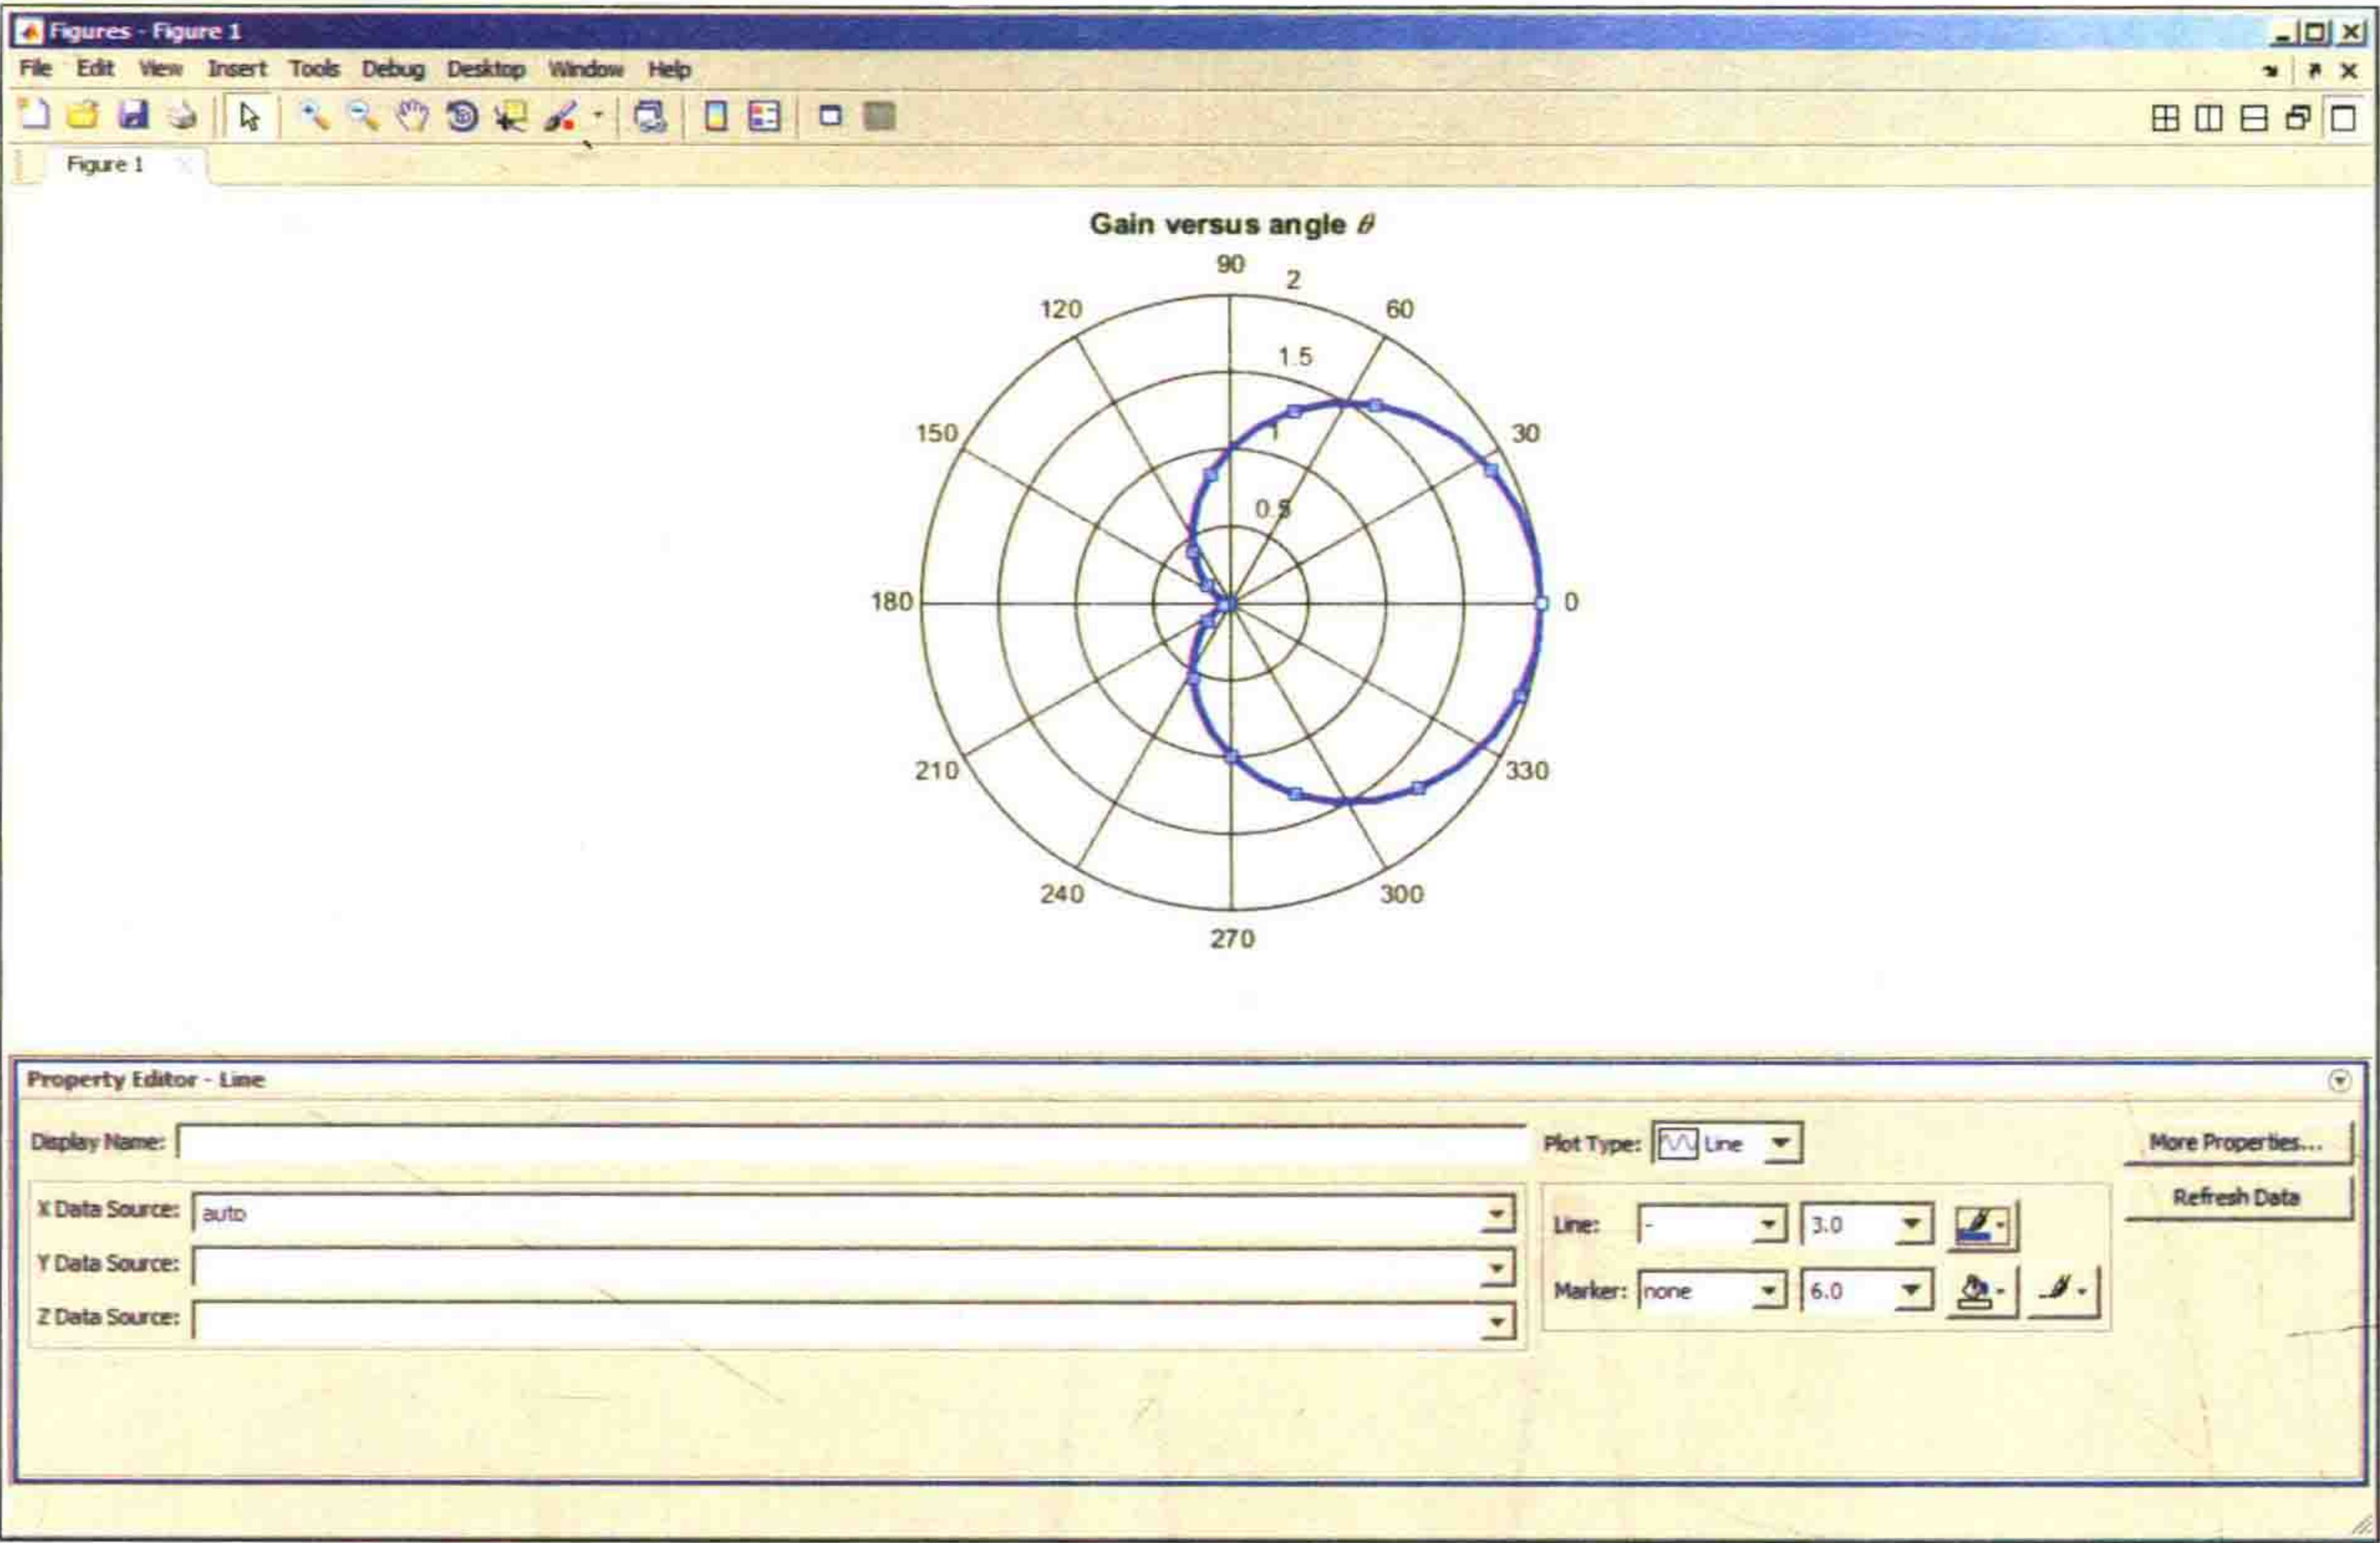 Figures - Figure 1
File Edit View Insert Tools Debug Desktop Window Help
Figure 1
Gain versus angle θ
90
2
120
60
1.5
150
1
30
0.5
180
0
210
330
240
300
270
Property Editor - Line
Display Name:
Plot Type: Line
More Properties...
X Data Source: auto
Line: - 3.0
Refresh Data
Y Data Source:
Marker: none 6.0
Z Data Source: